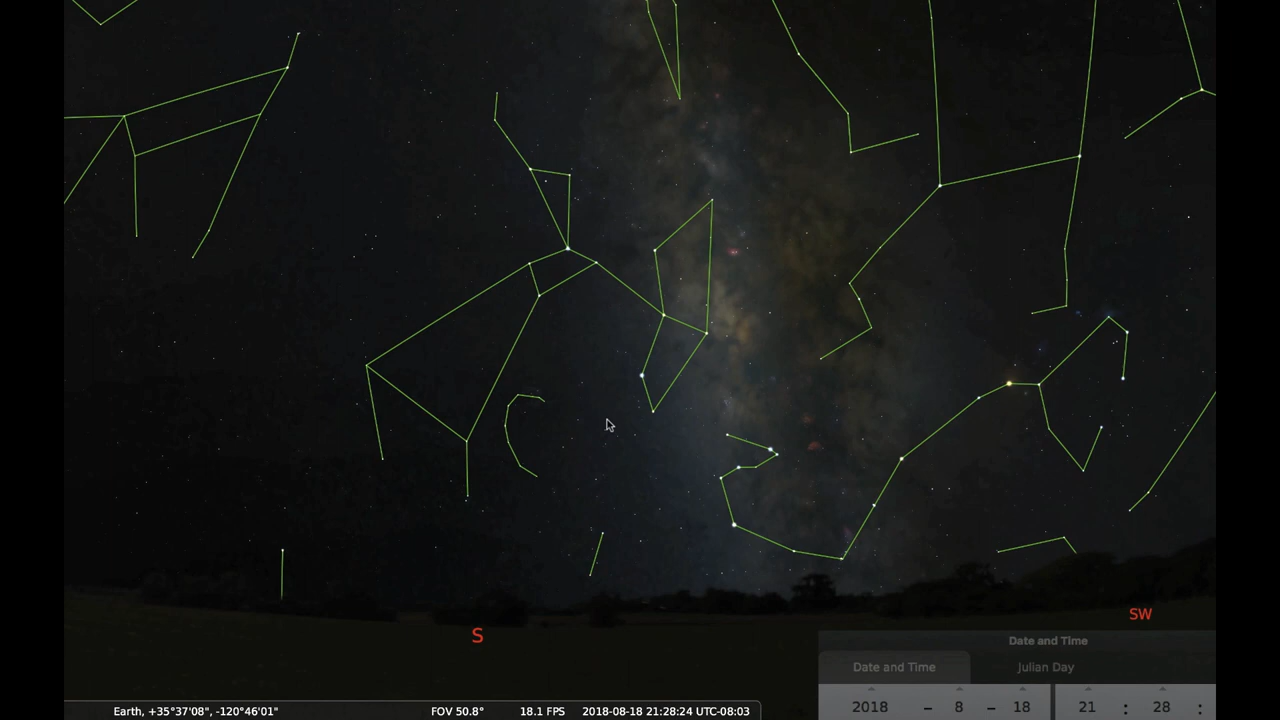 S
SW
Date and Time
Date and Time Julian Day
2018 – 8 – 18 21 : 28 :
Earth, +35°37'08", -120°46'01" FOV 50.8° 18.1 FPS 2018-08-18 21:28:24 UTC-08:03